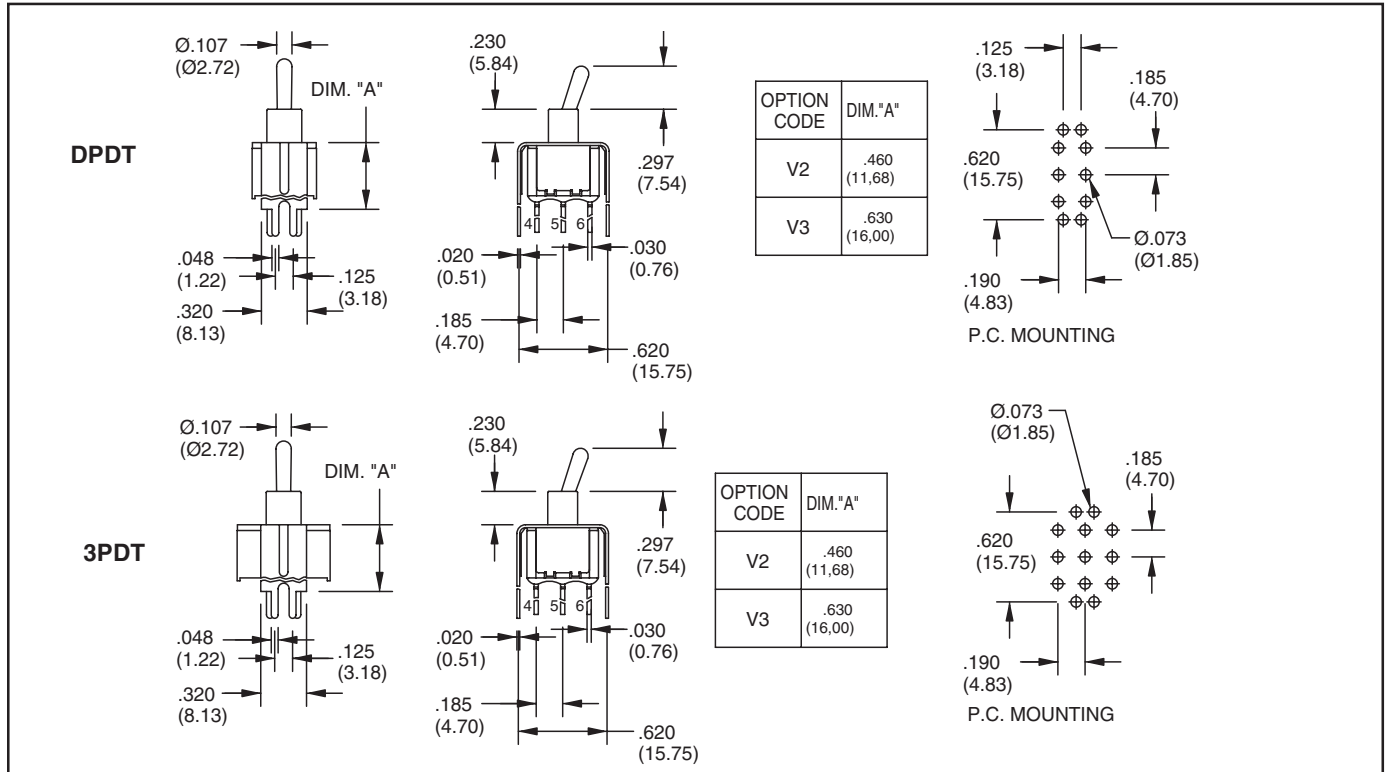 DPDT
Ø.107
(Ø2.72)
DIM. "A"
.048
(1.22)
.125
(3.18)
.320
(8.13)
.230
(5.84)
.297
(7.54)
4 5 6
.020
(0.51)
.030
(0.76)
.185
(4.70)
.620
(15.75)
OPTION CODE DIM."A"
V2 .460 (11,68)
V3 .630 (16,00)
.125
(3.18)
.185
(4.70)
.620
(15.75)
Ø.073
(Ø1.85)
.190
(4.83)
P.C. MOUNTING
3PDT
Ø.107
(Ø2.72)
DIM. "A"
.048
(1.22)
.125
(3.18)
.320
(8.13)
.230
(5.84)
.297
(7.54)
4 5 6
.020
(0.51)
.030
(0.76)
.185
(4.70)
.620
(15.75)
OPTION CODE DIM."A"
V2 .460 (11,68)
V3 .630 (16,00)
Ø.073
(Ø1.85)
.185
(4.70)
.620
(15.75)
.190
(4.83)
P.C. MOUNTING